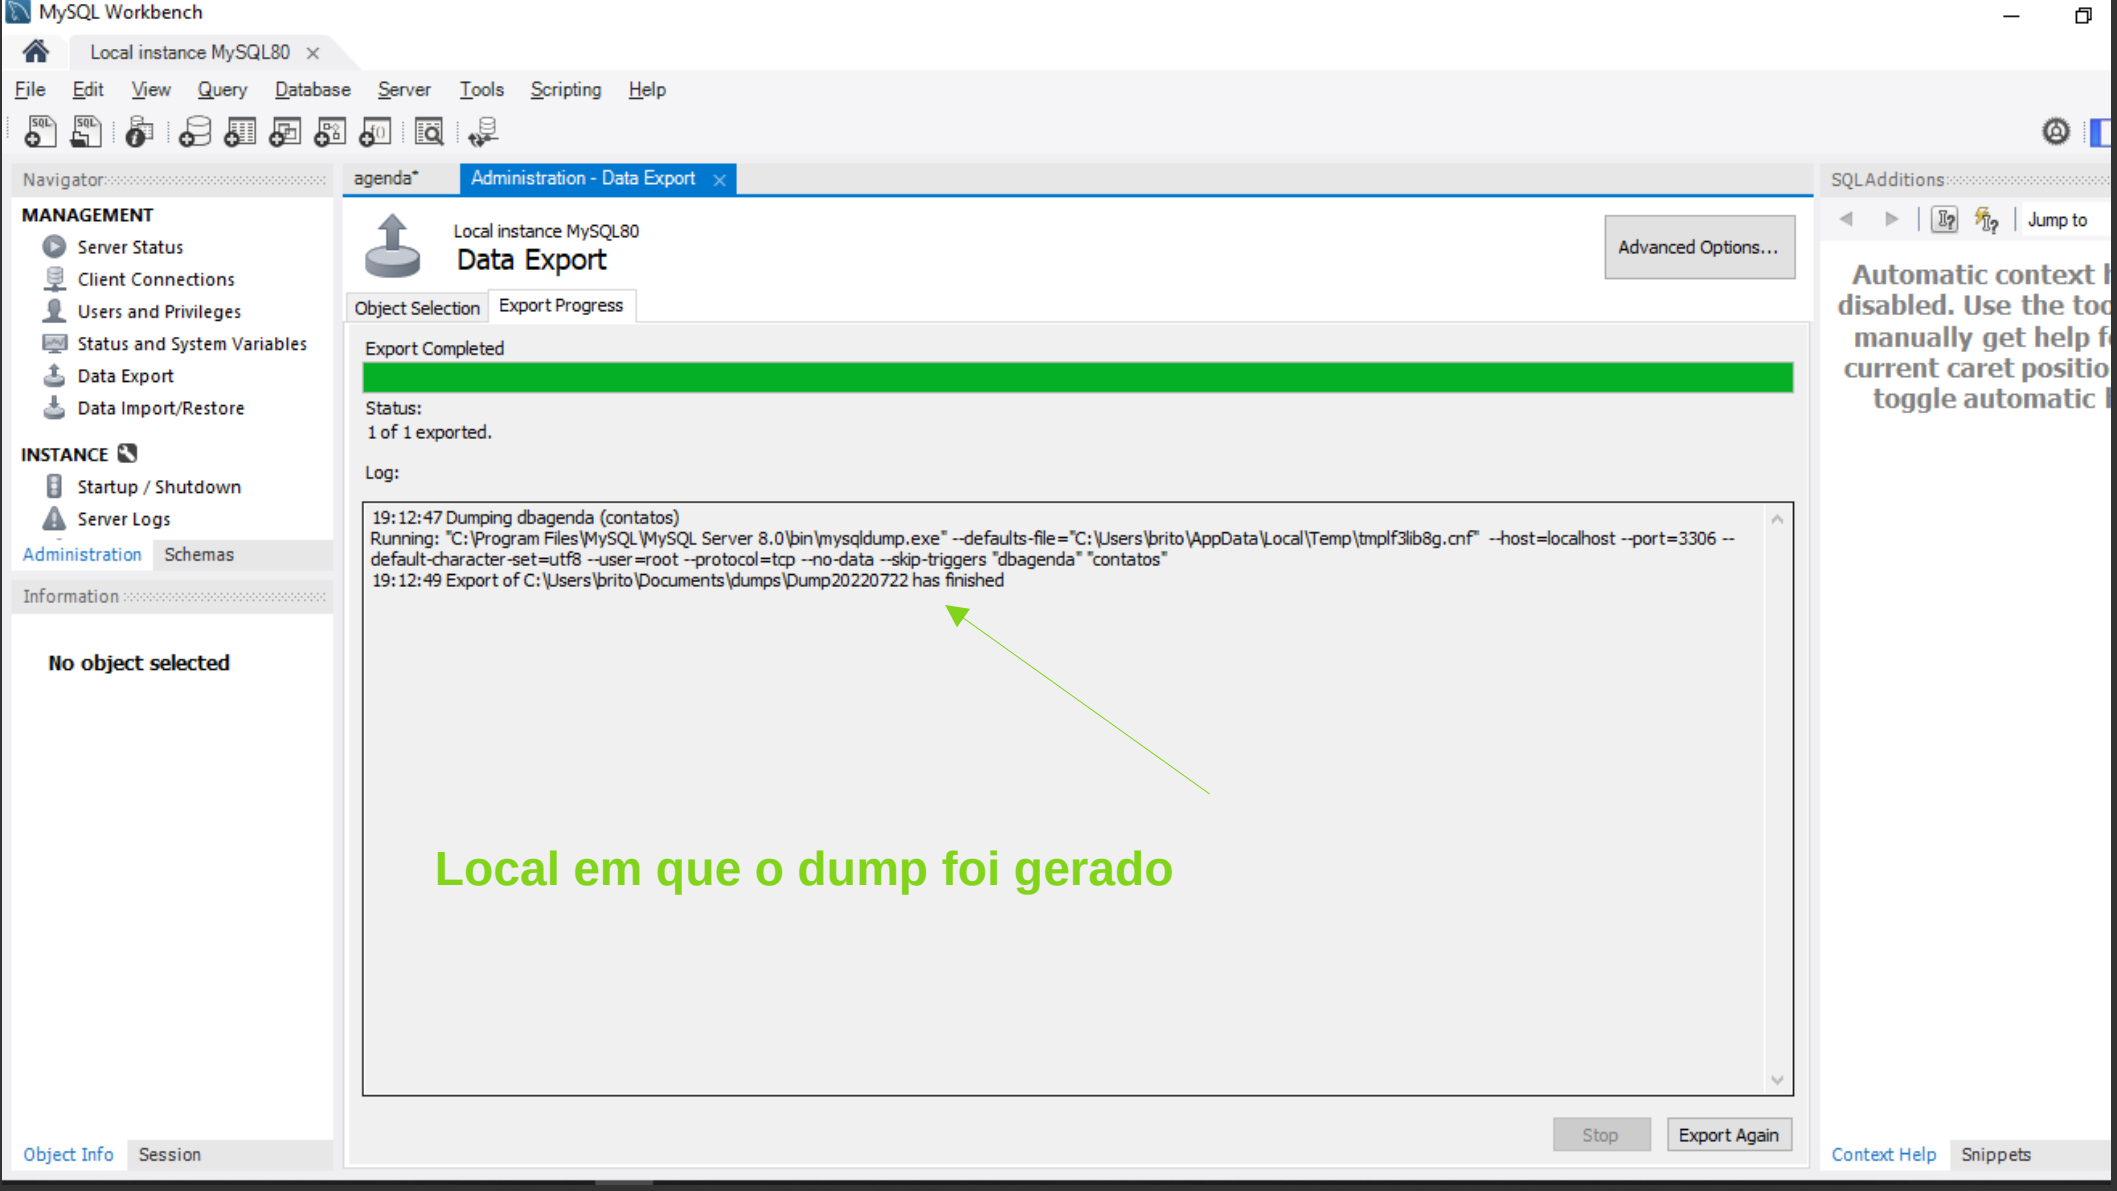 MySQL Workbench
Local instance MySQL80
File Edit View Query Database Server Tools Scripting Help
Navigator
MANAGEMENT
Server Status
Client Connections
Users and Privileges
Status and System Variables
Data Export
Data Import/Restore
INSTANCE
Startup / Shutdown
Server Logs
Administration Schemas
Information
No object selected
Object Info Session
agenda* Administration - Data Export
Local instance MySQL80
Data Export
Advanced Options...
Object Selection Export Progress
Export Completed
Status:
1 of 1 exported.
Log:
19:12:47 Dumping dbagenda (contatos)
Running: "C:\Program Files\MySQL\MySQL Server 8.0\bin\mysqldump.exe" --defaults-file="C:\Users\brito\AppData\Local\Temp\tmplf3lib8g.cnf" --host=localhost --port=3306 --
default-character-set=utf8 --user=root --protocol=tcp --no-data --skip-triggers "dbagenda" "contatos"
19:12:49 Export of C:\Users\brito\Documents\dumps\Dump20220722 has finished
Local em que o dump foi gerado
Stop Export Again
SQLAdditions
Jump to
Automatic context
disabled. Use the
manually get help
current caret
toggle automatic
Context Help Snippets